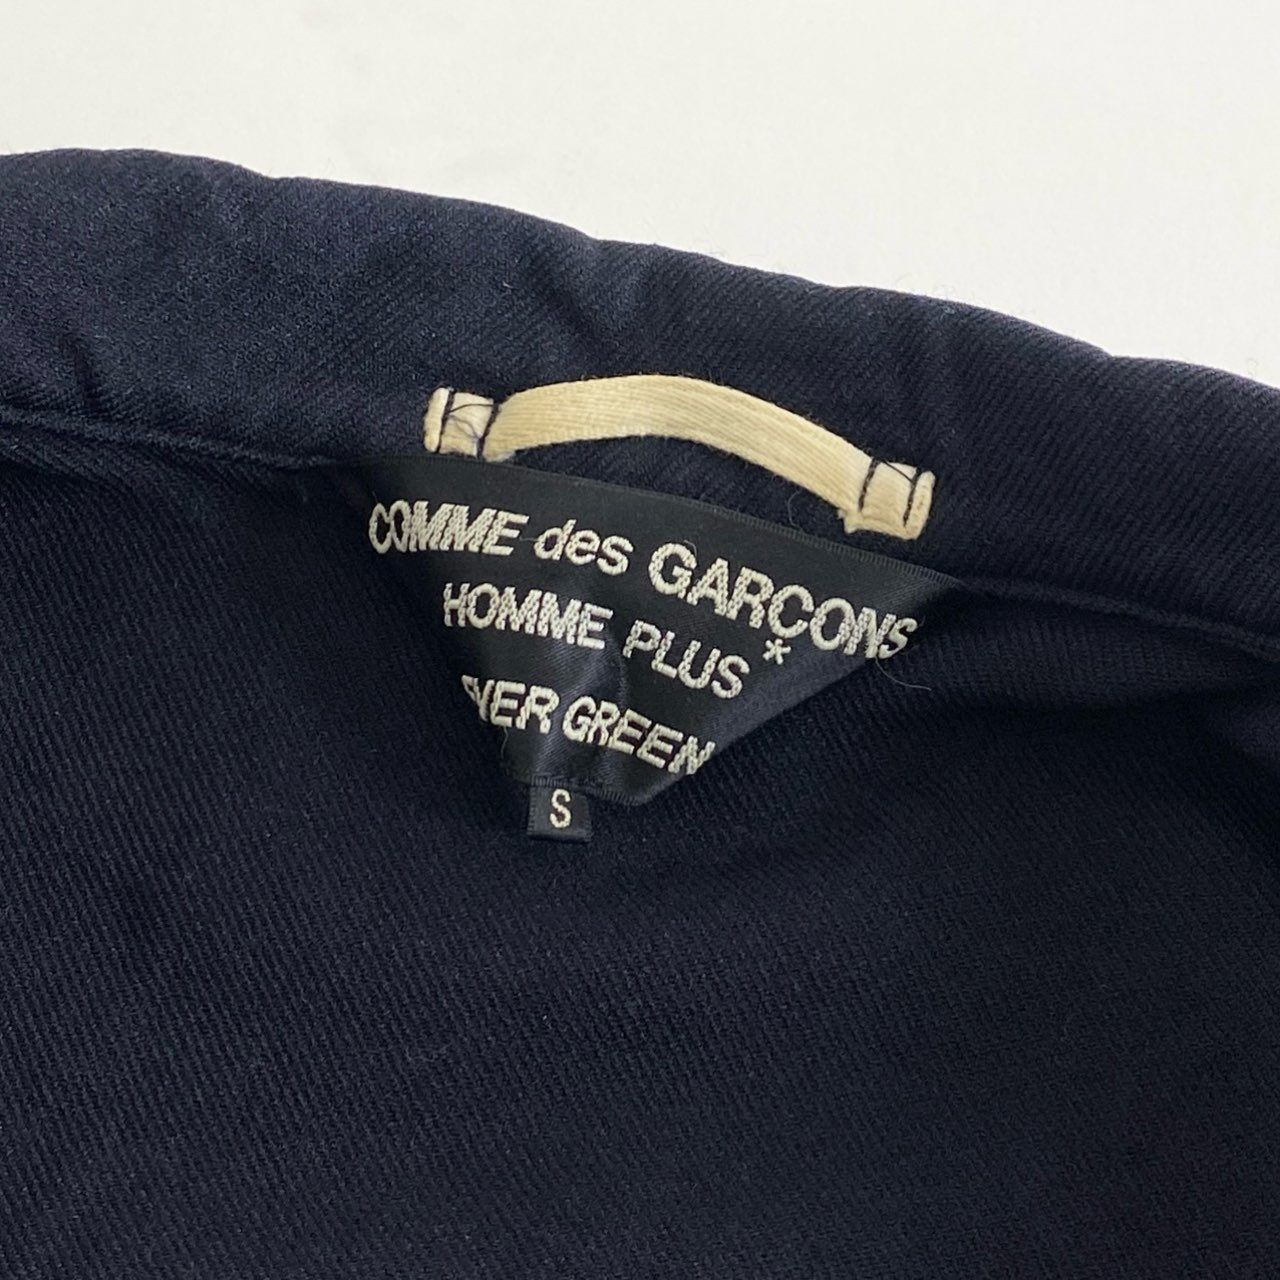 COMME des GARCONS
HOMME PLUS *
EVER GREEN
S